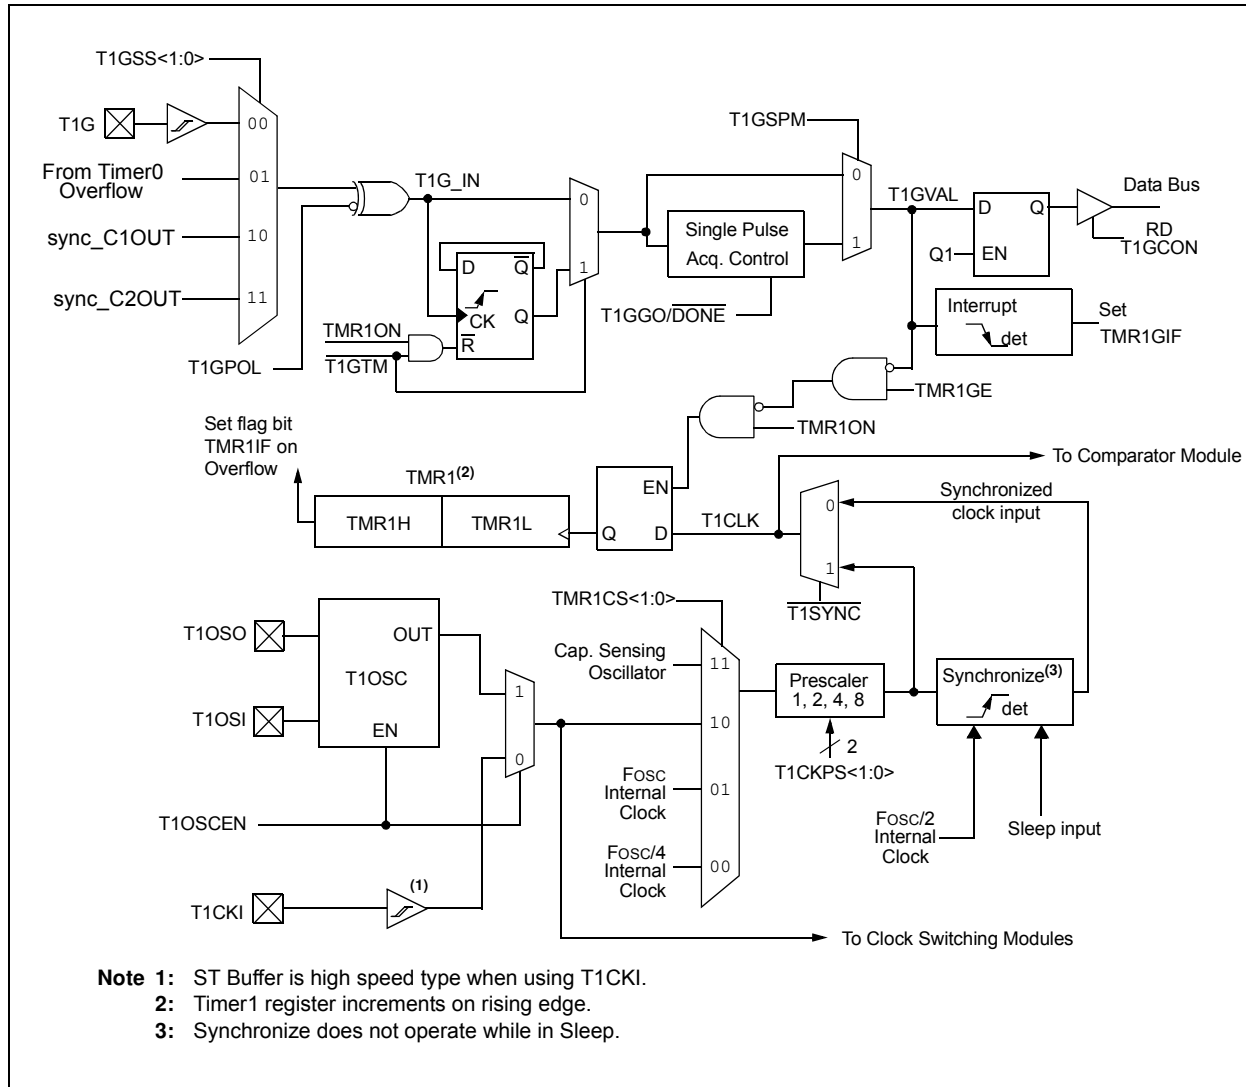 T1GSS<1:0>
T1G
00
From Timer0
Overflow
01
sync_C1OUT
10
sync_C2OUT
11
T1GPOL
T1G_IN
0
1
D
Q
CK
Q
R
TMR1ON
T1GTM
T1GSPM
0
1
Single Pulse
Acq. Control
T1GGO/DONE
T1GVAL
D
Q
Q1
EN
Data Bus
RD
T1GCON
Interrupt
det
Set
TMR1GIF
TMR1GE
TMR1ON
Set flag bit
TMR1IF on
Overflow
TMR1(2)
TMR1H
TMR1L
EN
Q
D
T1CLK
To Comparator Module
0
1
Synchronized
clock input
T1SYNC
T1OSO
T1OSI
OUT
T1OSC
EN
1
0
T1OSCEN
T1CKI
(1)
TMR1CS<1:0>
Cap. Sensing
Oscillator
11
10
FOSC
Internal
Clock
01
FOSC/4
Internal
Clock
00
Prescaler
1, 2, 4, 8
2
T1CKPS<1:0>
Synchronize(3)
det
FOSC/2
Internal
Clock
Sleep input
To Clock Switching Modules
Note 1: ST Buffer is high speed type when using T1CKI.
2: Timer1 register increments on rising edge.
3: Synchronize does not operate while in Sleep.